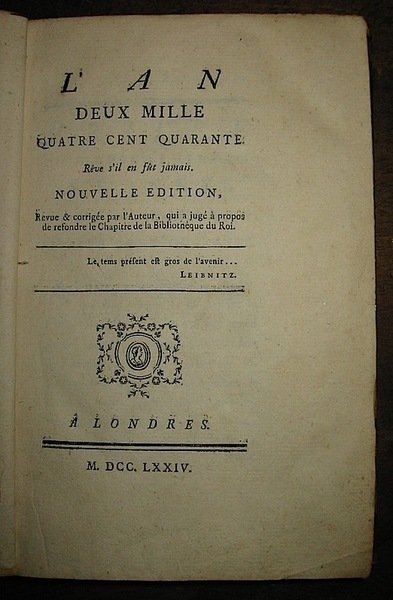 L' A N
DEUX MILLE
QUATRE CENT QUARANTE.
Rêve s'il en fût jamais.
NOUVELLE EDITION,
Revue & corrigée par l'Auteur, qui a jugé à propos
de refondre le Chapitre de la Bibliothèque du Roi.
Le tems présent est gros de l'avenir...
LEIBNITZ.
A LONDRES.
M. DCC. LXXIV.